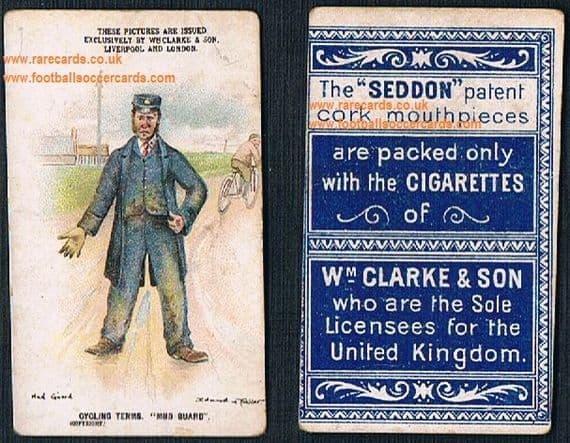 THESE PICTURES ARE ISSUED
EXCLUSIVELY BY WM CLARKE & SON,
LIVERPOOL AND LONDON.
www.rarecards.co.uk
www.footballsoccercards.com
Mud Guard
CYCLING TERMS. "MUD GUARD".
COPYRIGHT.
The "SEDDON" patent
www.rarecards.co.uk
cork mouthpieces
www.footballsoccercards.com
are packed only
with the CIGARETTES
of
WM CLARKE & SON
who are the Sole
Licensees for the
United Kingdom.